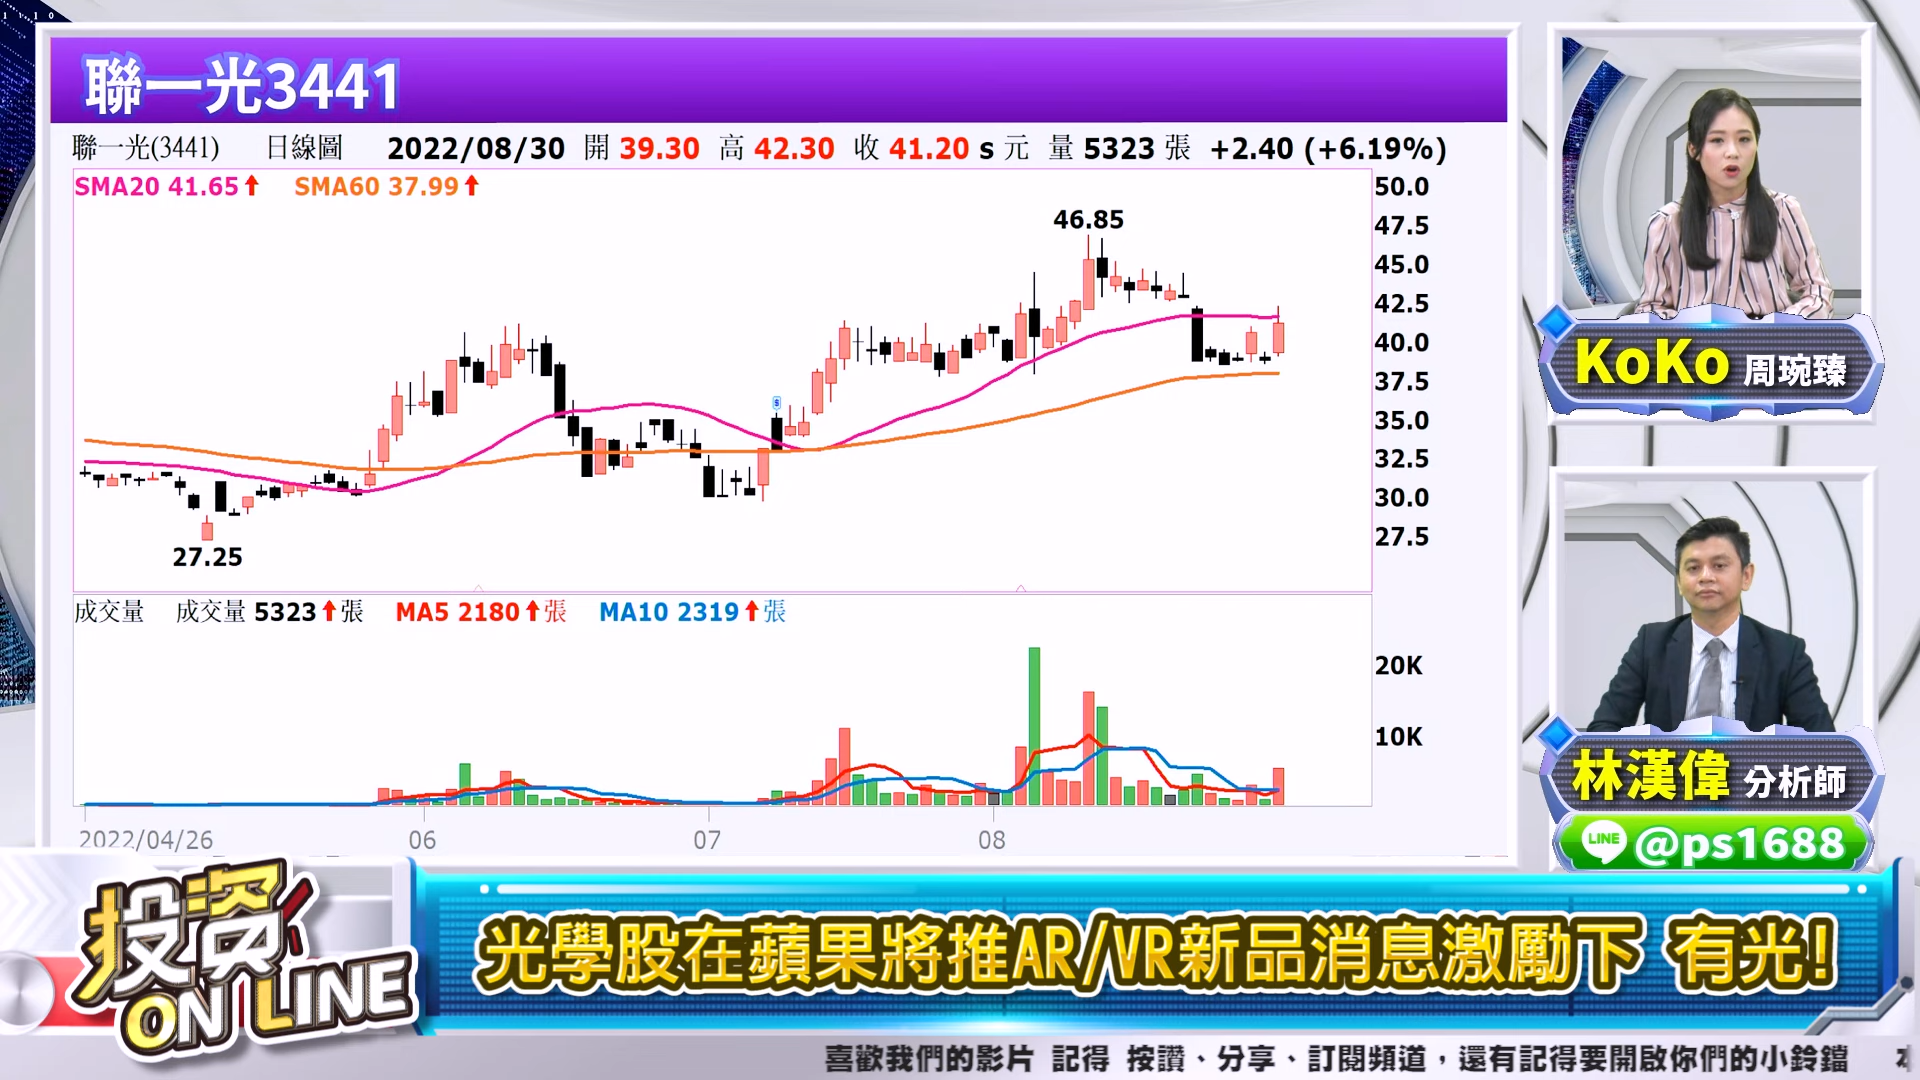 聯一光3441
聯一光(3441) 日線圖 2022/08/30 開 39.30 高 42.30 收 41.20 s 元 量 5323 張 +2.40 (+6.19%)
SMA20 41.65↑ SMA60 37.99↑
50.0
47.5
45.0
42.5
40.0
37.5
35.0
32.5
30.0
27.5
46.85
27.25
成交量 成交量 5323↑張 MA5 2180↑張 MA10 2319↑張
20K
10K
2022/04/26 06 07 08
KoKo 周琬臻
林漢偉 分析師
LINE @ps1688
投資
ON LINE
光學股在蘋果將推AR/VR新品消息激勵下 有光!
喜歡我們的影片 記得 按讚、分享、訂閱頻道，還有記得要開啟你們的小鈴鐺